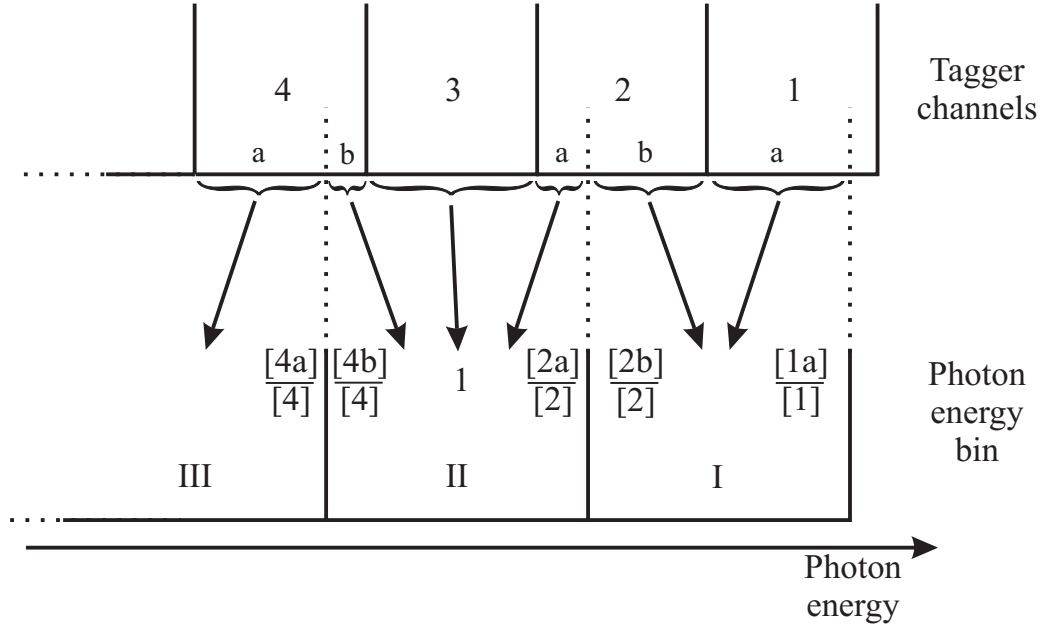 4 3 2 1
Tagger
channels
a b a b a
[4a] [4b] [2a] [2b] [1a]
[4] [4] 1 [2] [2] [1]
Photon
energy
bin
III II I
Photon
energy